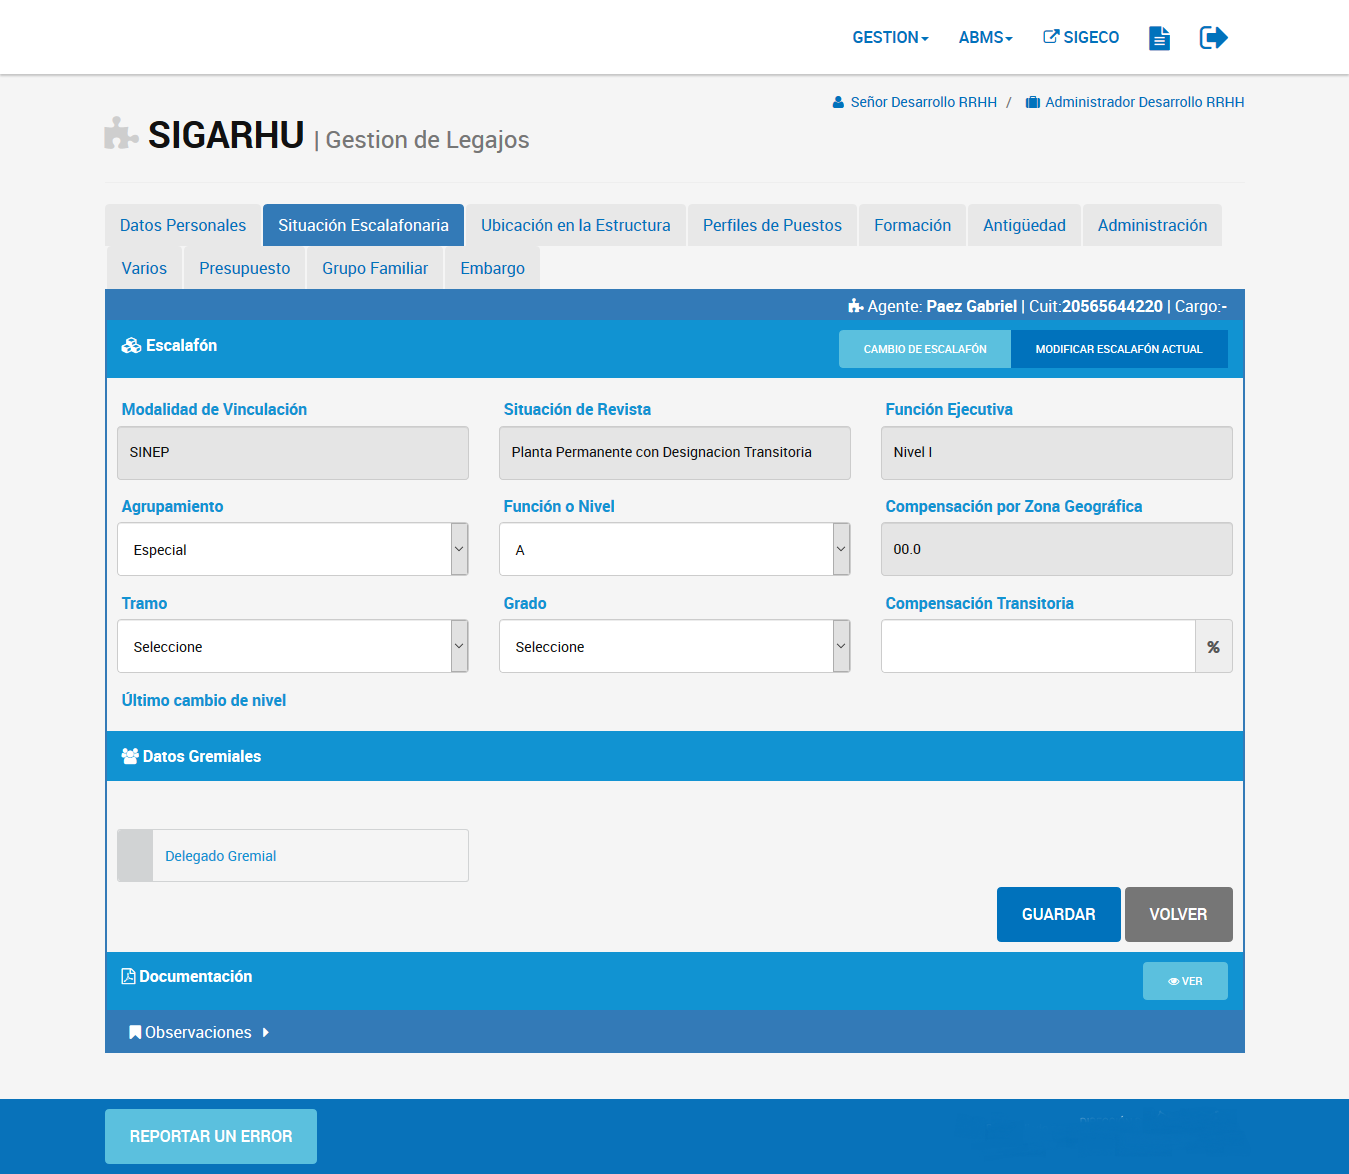 GESTION ABMS SIGECO
Señor Desarrollo RRHH / Administrador Desarrollo RRHH
SIGARHU | Gestion de Legajos
Datos Personales Situación Escalafonaria Ubicación en la Estructura Perfiles de Puestos Formación Antigüedad Administración
Varios Presupuesto Grupo Familiar Embargo
Agente: Paez Gabriel | Cuit:20565644220 | Cargo:-
Escalafón CAMBIO DE ESCALAFÓN MODIFICAR ESCALAFÓN ACTUAL
Modalidad de Vinculación Situación de Revista Función Ejecutiva
SINEP Planta Permanente con Designacion Transitoria Nivel I
Agrupamiento Función o Nivel Compensación por Zona Geográfica
Especial A 00.0
Tramo Grado Compensación Transitoria
Seleccione Seleccione %
Último cambio de nivel
Datos Gremiales
Delegado Gremial
GUARDAR VOLVER
Documentación VER
Observaciones
REPORTAR UN ERROR